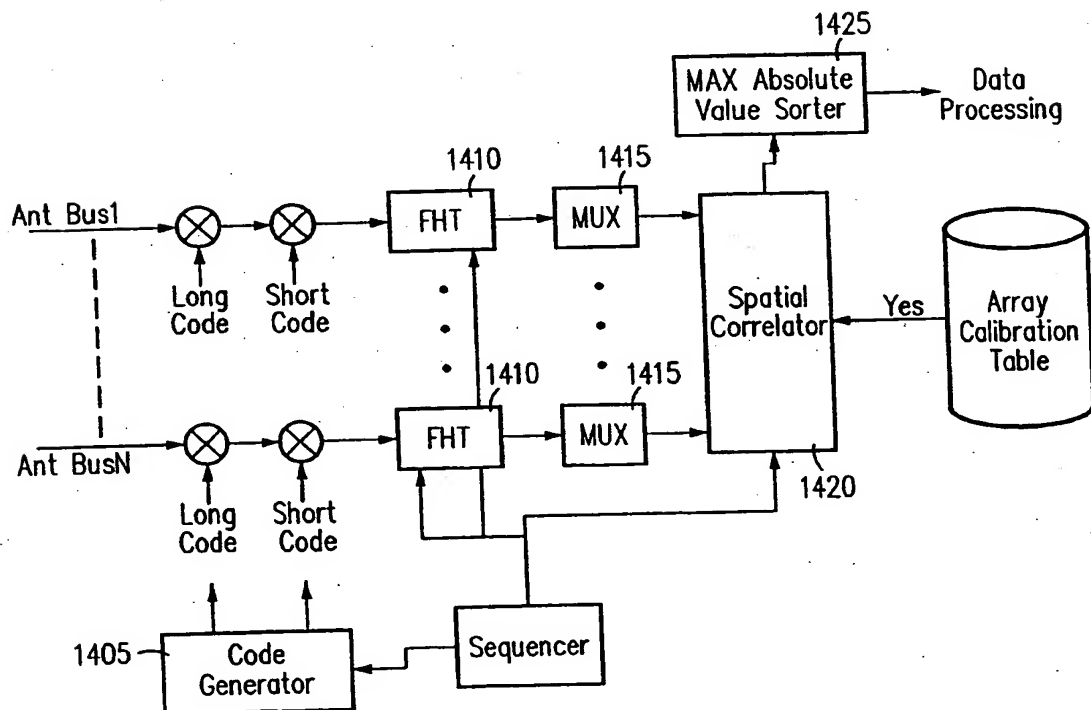 1425
MAX Absolute
Value Sorter
Data
Processing
1410
1415
Ant Bus1
FHT
MUX
Long
Code
Short
Code
Spatial
Correlator
Yes
Array
Calibration
Table
1410
1415
FHT
MUX
Ant BusN
1420
Long
Code
Short
Code
1405
Code
Generator
Sequencer